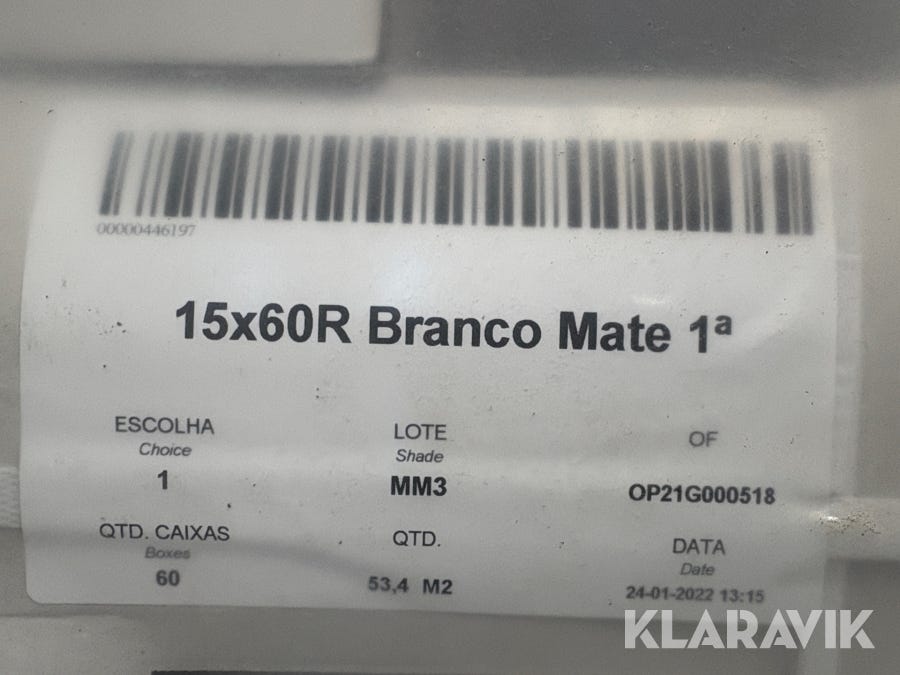 00000446197
15x60R Branco Mate 1ª
ESCOLHA
Choice
1
LOTE
Shade
MM3
OF
OP21G000518
QTD. CAIXAS
Boxes
60
QTD.
53,4 M2
DATA
Date
24-01-2022 13:15
KLARAVIK